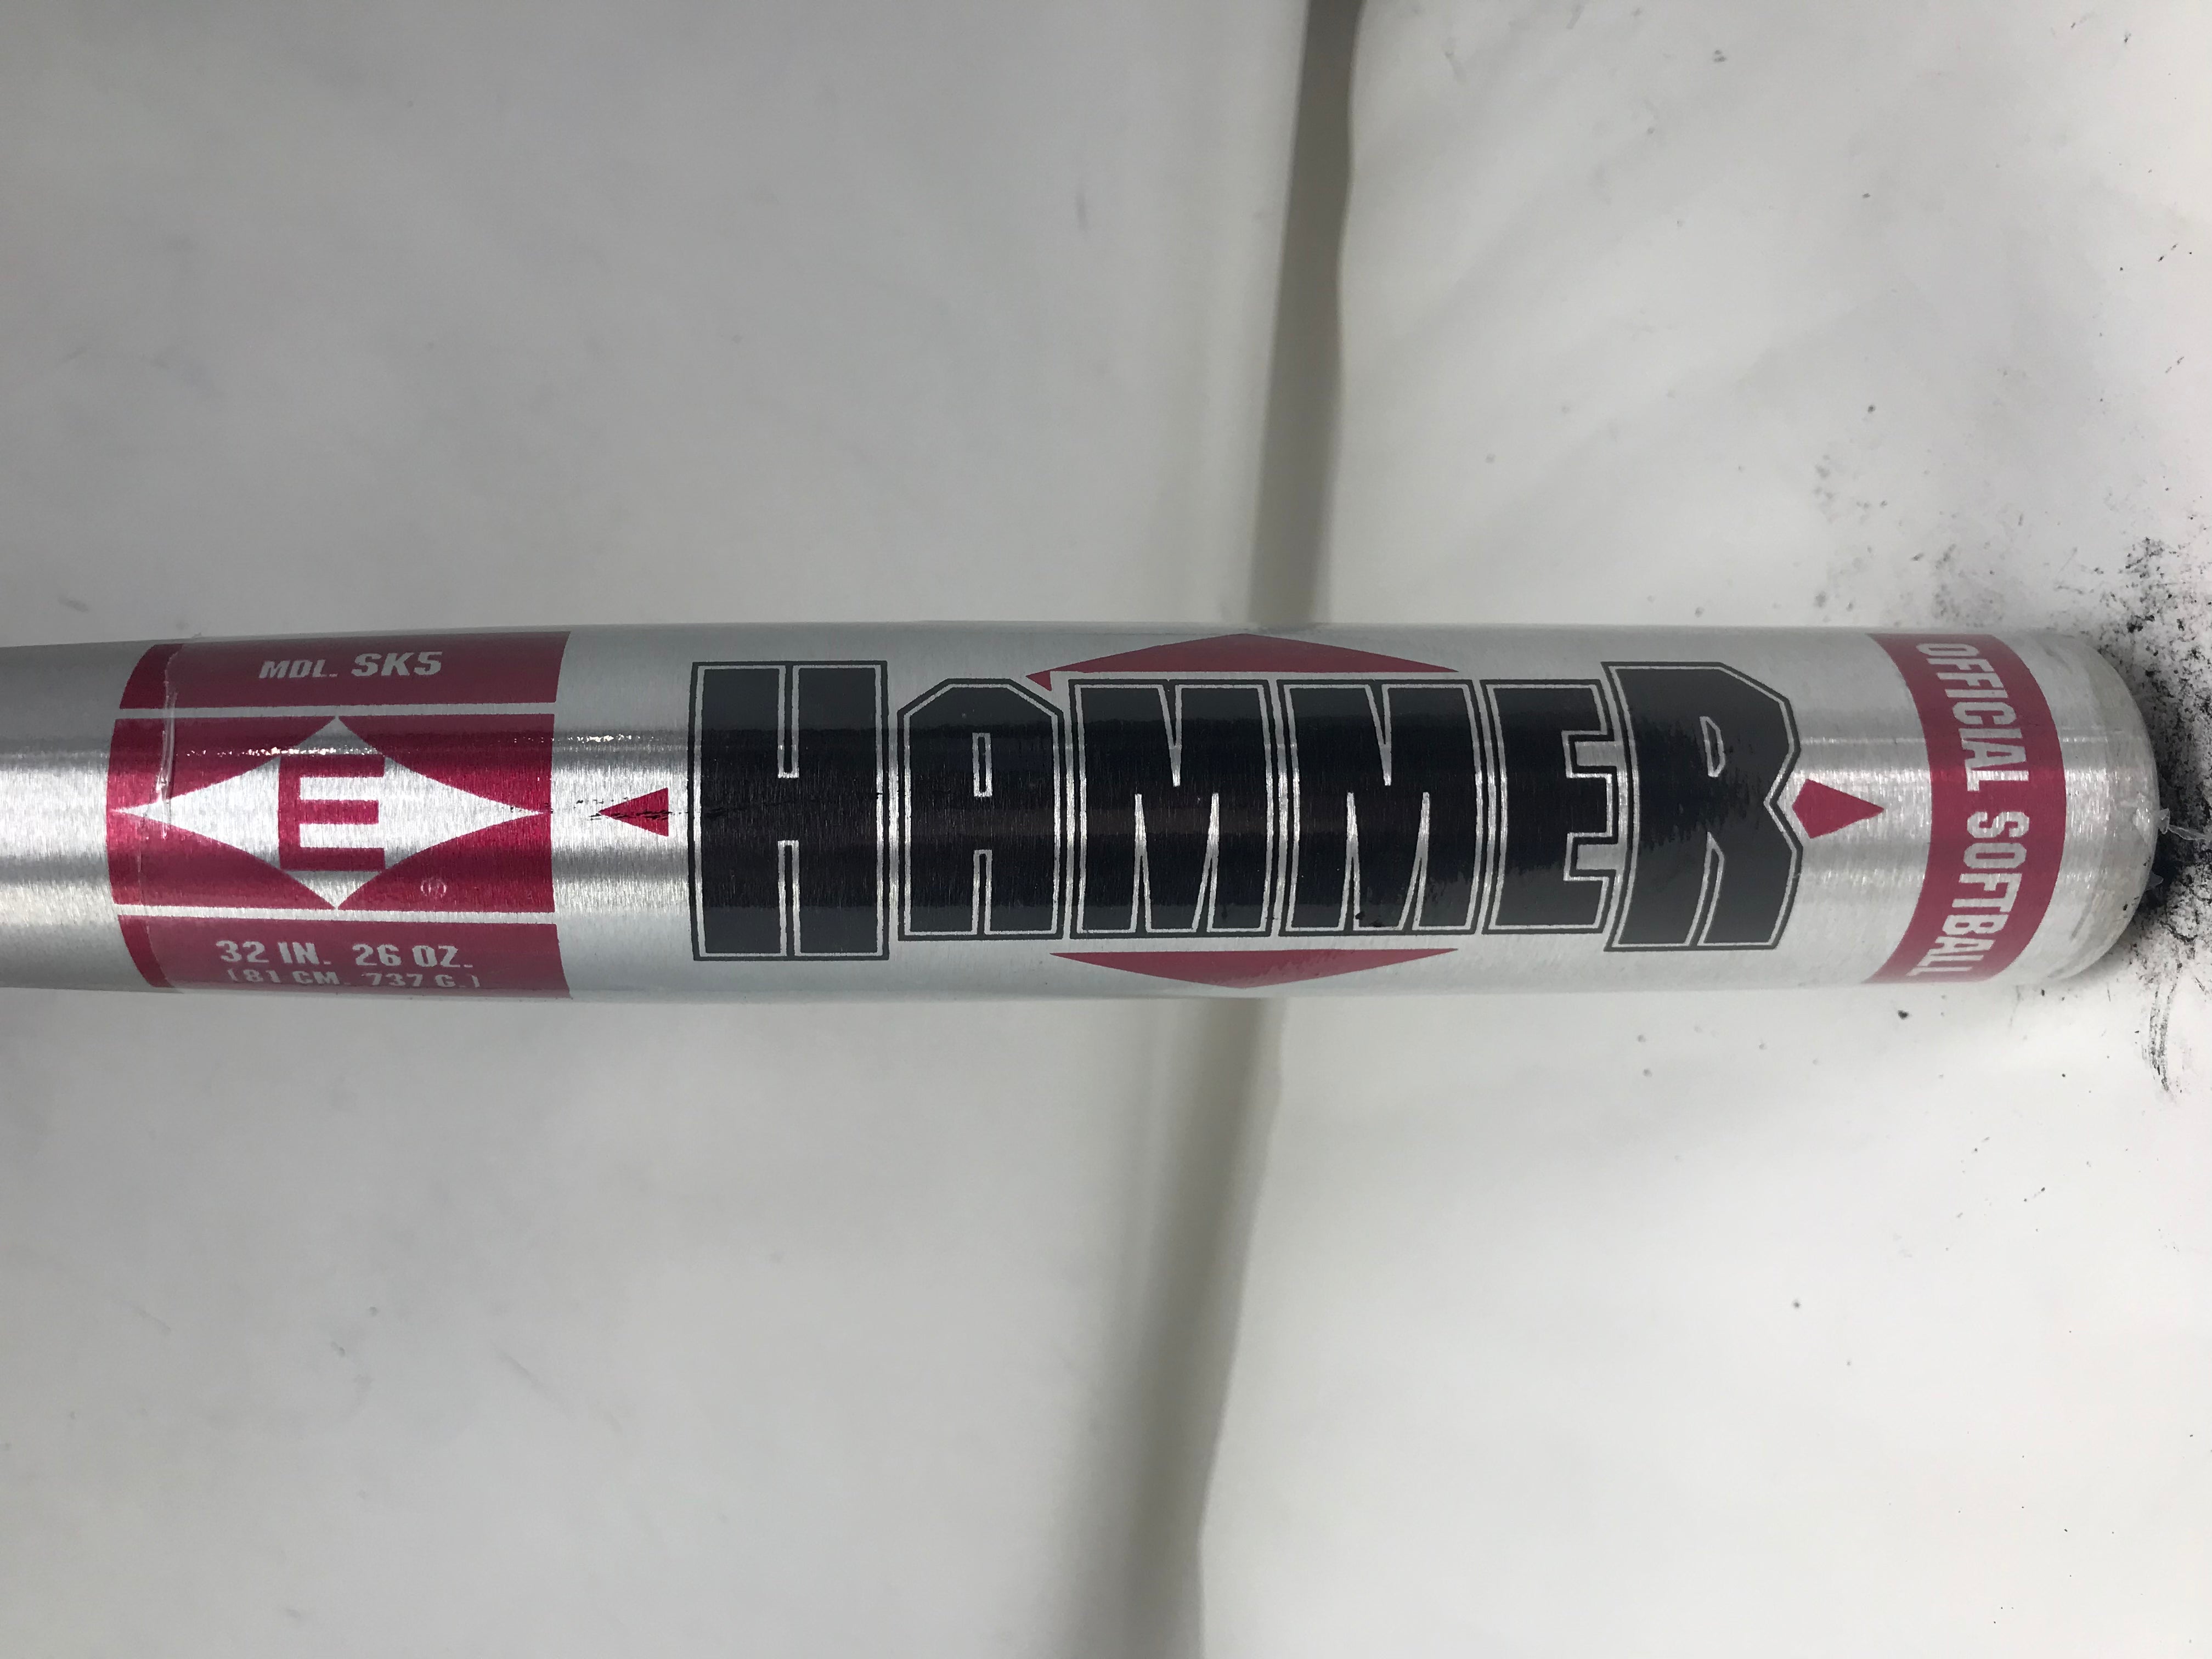 MDL. SK5
E
32 IN. 26 OZ.
(81 CM. 737 G.)
HAMMER
OFFICIAL SOFTBALL